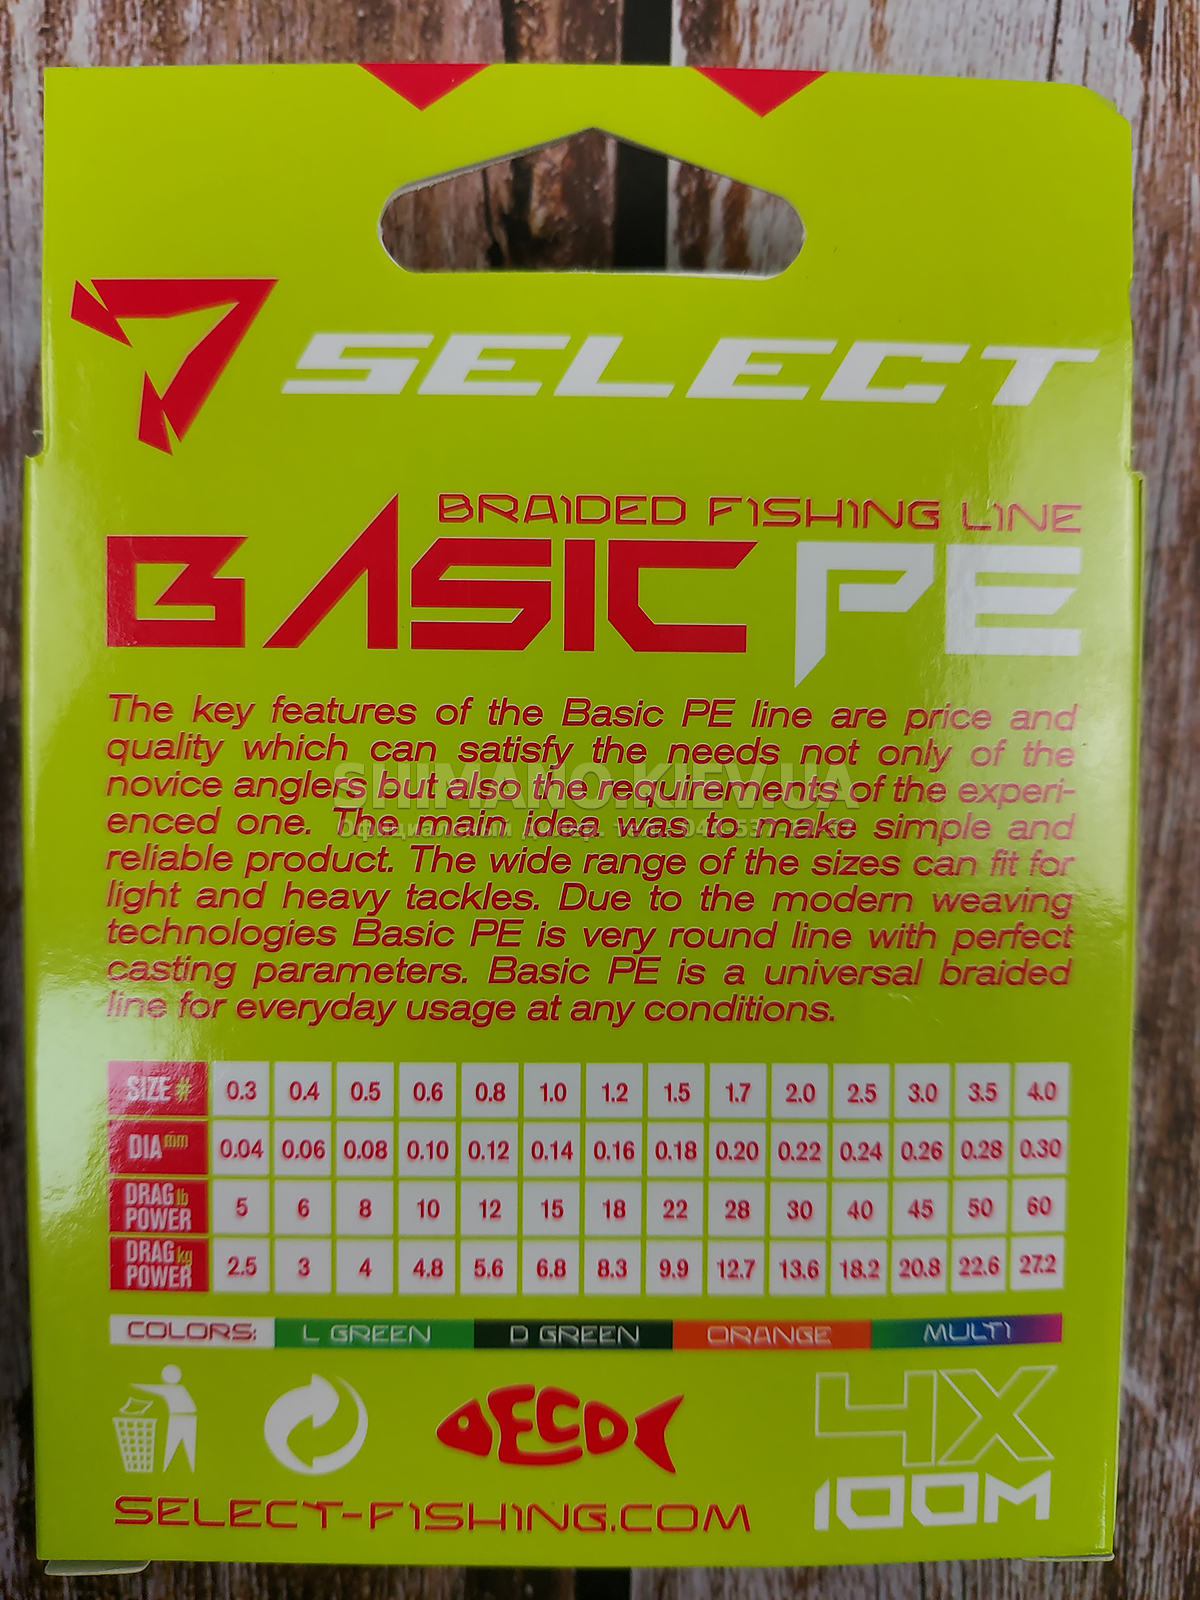 SELECT
BRAIDED FISHING LINE
BASIC PE
The key features of the Basic PE line are price and
quality which can satisfy the needs not only of the
novice anglers but also the requirements of the experi-
enced one. The main idea was to make simple and
reliable product. The wide range of the sizes can fit for
light and heavy tackles. Due to the modern weaving
technologies Basic PE is very round line with perfect
casting parameters. Basic PE is a universal braided
line for everyday usage at any conditions.
SHIMANO.KIEV.UA
Официальный дилер. тел.
SIZE # 0.3 0.4 0.5 0.6 0.8 1.0 1.2 1.5 1.7 2.0 2.5 3.0 3.5 4.0
DIA mm 0.04 0.06 0.08 0.10 0.12 0.14 0.16 0.18 0.20 0.22 0.24 0.26 0.28 0.30
DRAG lb POWER 5 6 8 10 12 15 18 22 28 30 40 45 50 60
DRAG kg POWER 2.5 3 4 4.8 5.6 6.8 8.3 9.9 12.7 13.6 18.2 20.8 22.6 27.2
COLORS: L GREEN D GREEN ORANGE MULTI
ECO
4X
100M
SELECT-FISHING.COM